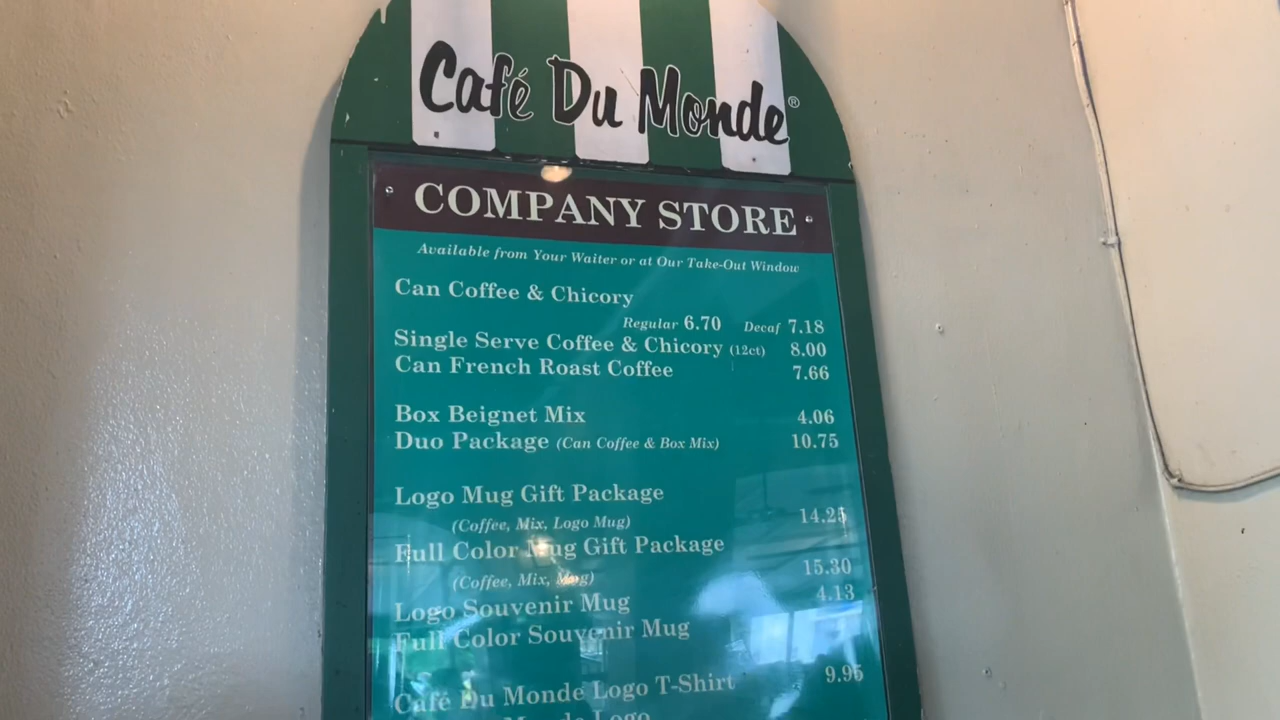 Café Du Monde®
COMPANY STORE
Available from Your Waiter or at Our Take-Out Window
Can Coffee & Chicory
Regular 6.70 Decaf 7.18
Single Serve Coffee & Chicory (12ct) 8.00
Can French Roast Coffee 7.66
Box Beignet Mix 4.06
Duo Package (Can Coffee & Box Mix) 10.75
Logo Mug Gift Package
(Coffee, Mix, Logo Mug) 14.25
Full Color Mug Gift Package
(Coffee, Mix, Mug) 15.30
Logo Souvenir Mug 4.13
Full Color Souvenir Mug
Café Du Monde Logo T-Shirt 9.95
Monde Logo